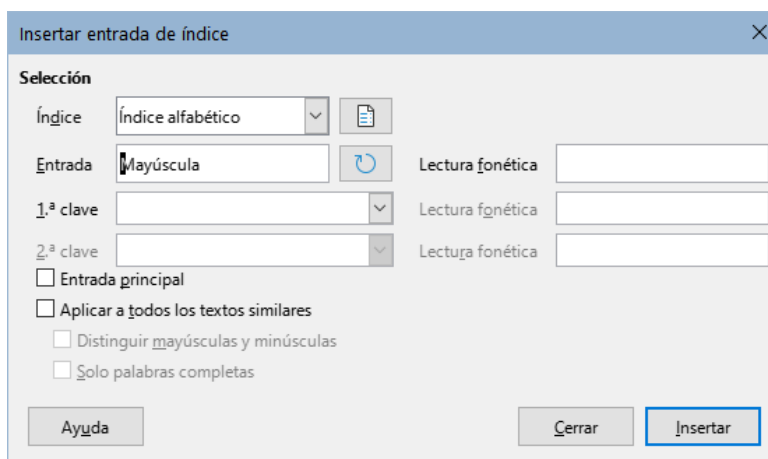 Insertar entrada de índice
Selección
Índice Índice alfabético
Entrada Mayúscula Lectura fonética
1.ª clave Lectura fonética
2.ª clave Lectura fonética
Entrada principal
Aplicar a todos los textos similares
Distinguir mayúsculas y minúsculas
Solo palabras completas
Ayuda Cerrar Insertar